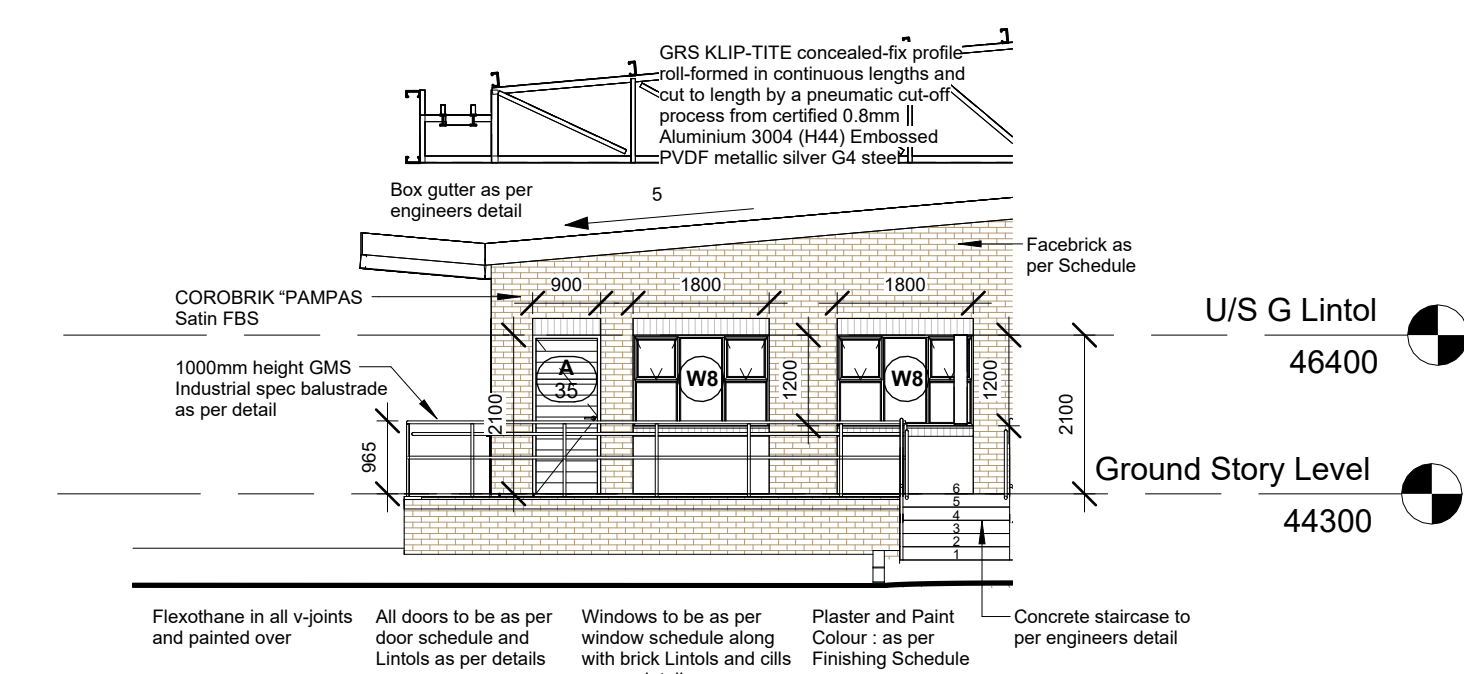 GRS KLIP-TITE concealed-fix profile
roll-formed in continuous lengths and
cut to length by a pneumatic cut-off
process from certified 0.8mm
Aluminium 3004 (H44) Embossed
PVDF metallic silver G4 steel
Box gutter as per
engineers detail
5
Facebrick as
per Schedule
COROBRIK “PAMPAS
Satin FBS
900
1800
1800
U/S G Lintol
46400
1000mm height GMS
Industrial spec balustrade
as per detail
A
35
W8
W8
2100
1200
1200
2100
965
Ground Story Level
44300
6
5
4
3
2
1
Flexothane in all v-joints
and painted over
All doors to be as per
door schedule and
Lintols as per details
Windows to be as per
window schedule along
with brick Lintols and cills
Plaster and Paint
Colour : as per
Finishing Schedule
Concrete staircase to
per engineers detail